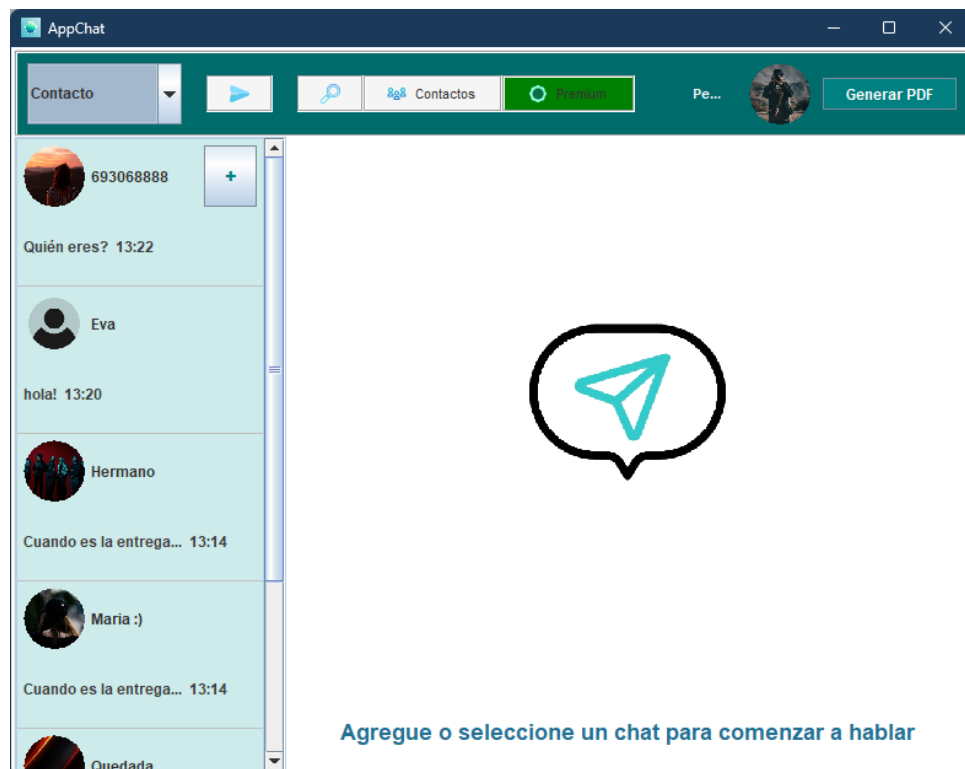 AppChat
Contacto
Contactos
Premium
Pe...
Generar PDF
693068888
+
Quién eres? 13:22
Eva
hola! 13:20
Hermano
Cuando es la entrega... 13:14
Maria :)
Cuando es la entrega... 13:14
Quedada
Agregue o seleccione un chat para comenzar a hablar